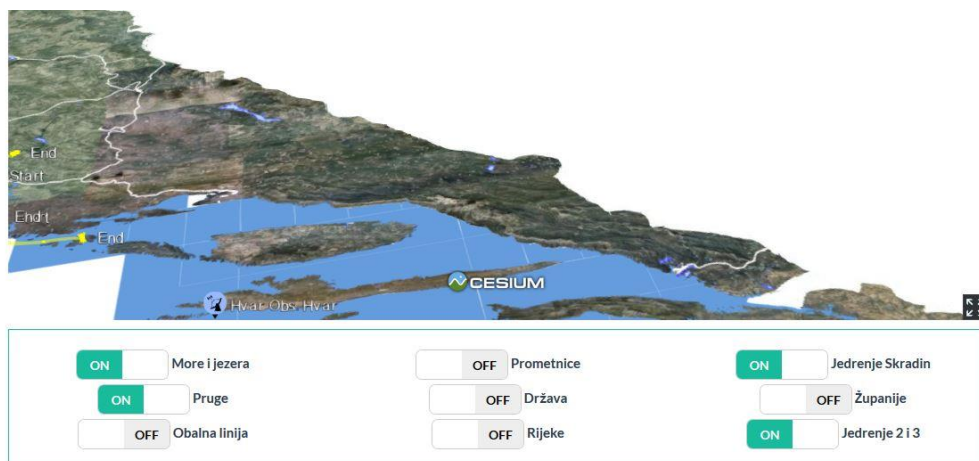 End
Start
Endt
End
CESIUM
Hvar Obs. Hvar
ON More i jezera OFF Prometnice ON Jedrenje Skradin
ON Pruge OFF Država OFF Županije
OFF Obalna linija OFF Rijeke ON Jedrenje 2 i 3